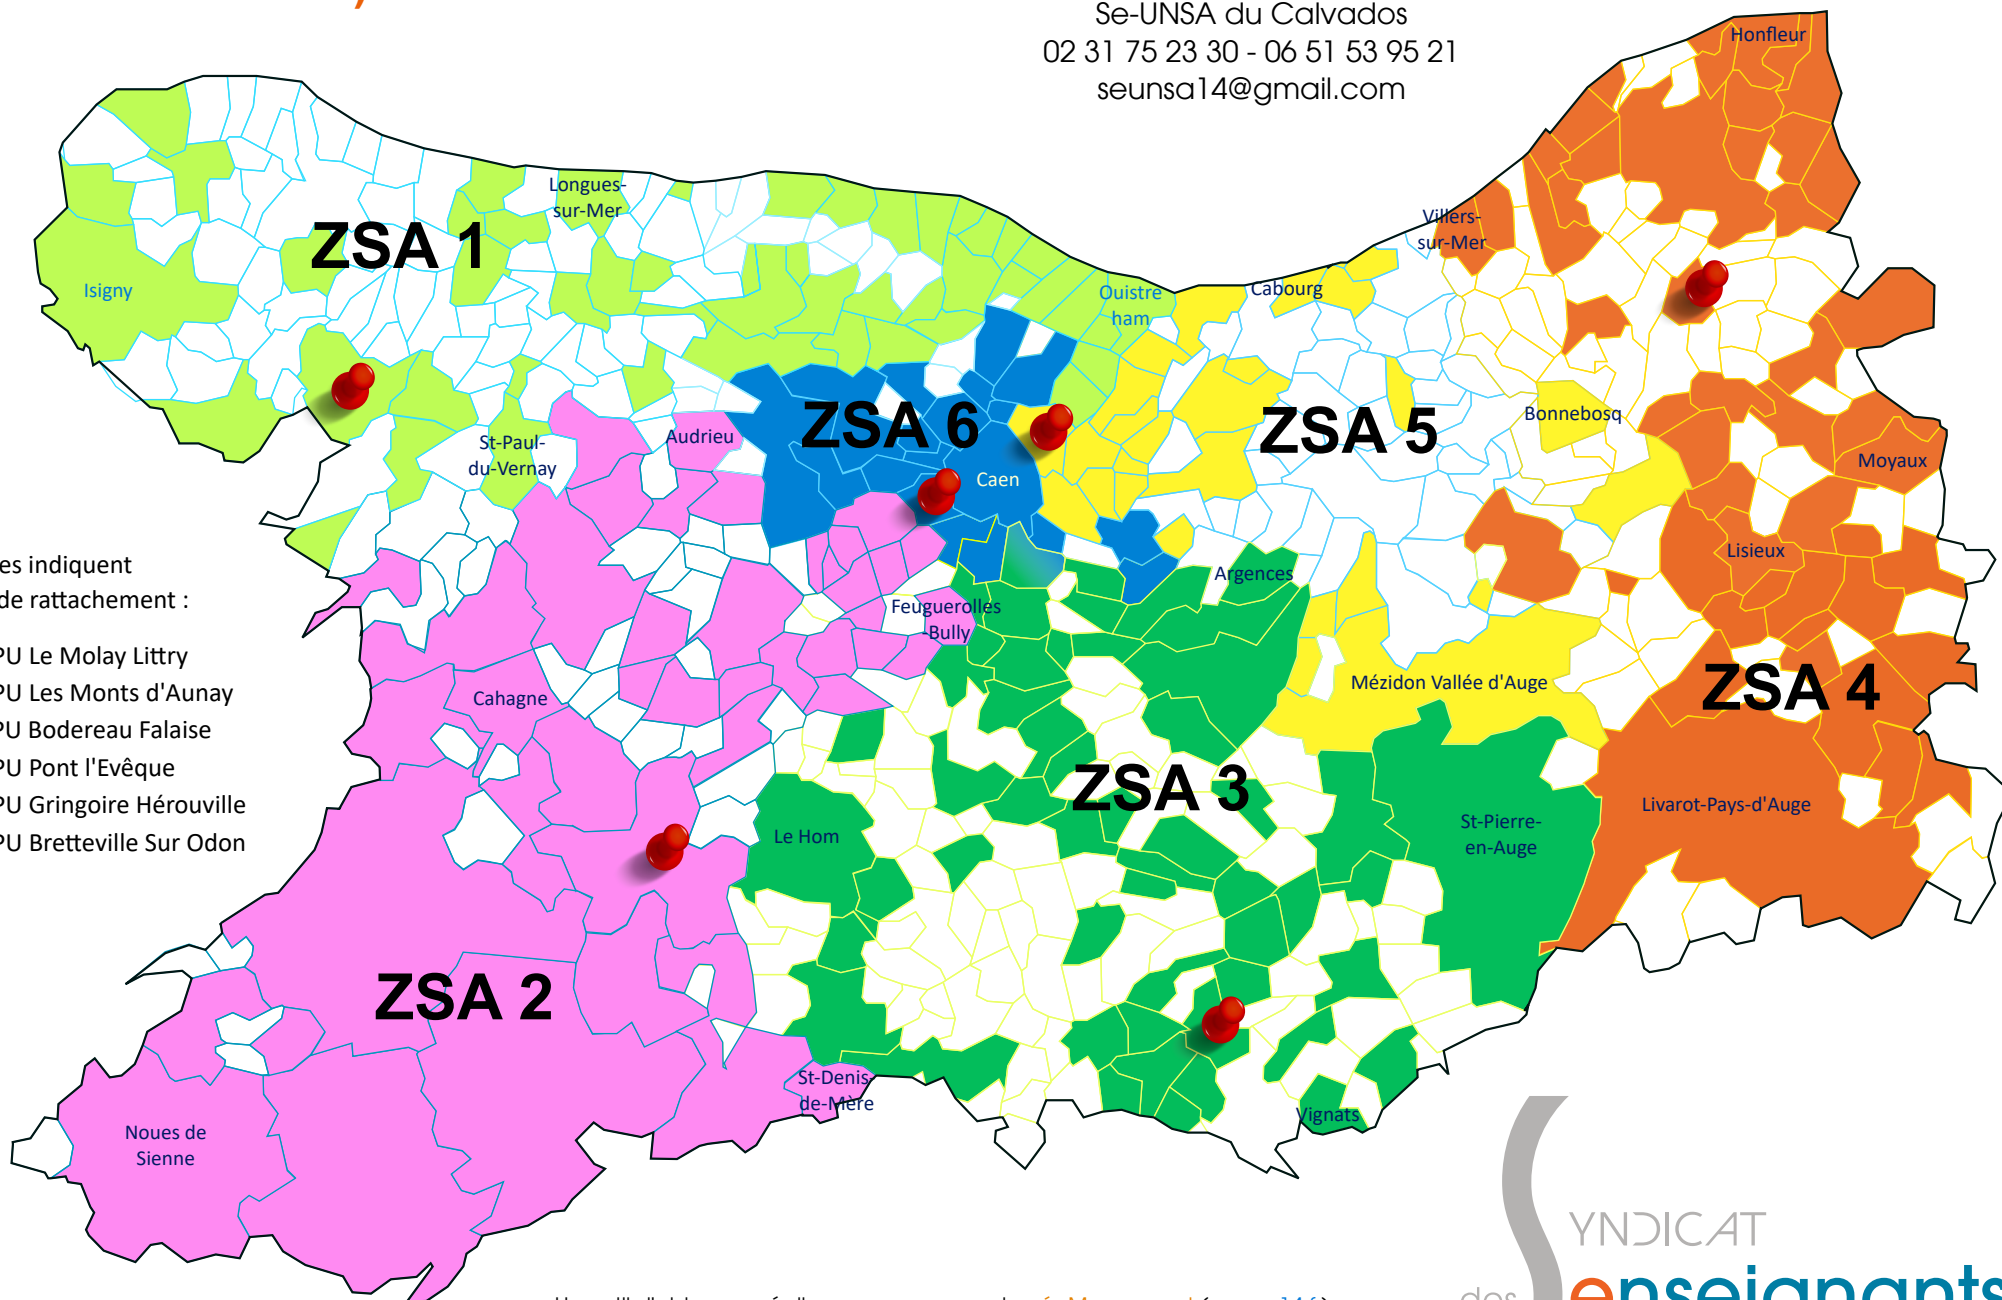 Se-UNSA du Calvados
02 31 75 23 30 - 06 51 53 95 21
seunsa14@gmail.com
Honfleur
Longues-
sur-Mer
Villers-
sur-Mer
ZSA 1
Isigny
Ouistre
ham
Cabourg
Bonnebosq
ZSA 6
ZSA 5
Audrieu
St-Paul-
du-Vernay
Caen
Moyaux
Lisieux
es indiquent
de rattachement :
Argences
Feuguerolles
-Bully
PU Le Molay Littry
PU Les Monts d'Aunay
PU Bodereau Falaise
PU Pont l'Evêque
PU Gringoire Hérouville
PU Bretteville Sur Odon
Cahagne
Mézidon Vallée d'Auge
ZSA 4
ZSA 3
Livarot-Pays-d'Auge
Le Hom
St-Pierre-
en-Auge
ZSA 2
St-Denis-
de-Mère
Vignats
Noues de
Sienne
SYNDICAT
des enseignants